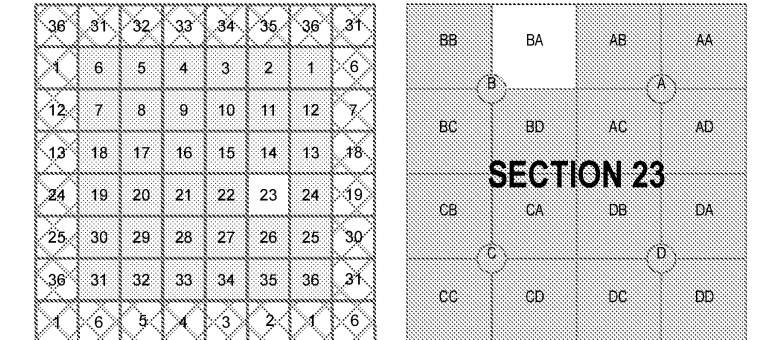 36 31 32 33 34 35 36 31
1 6 5 4 3 2 1 6
12 7 8 9 10 11 12 7
13 18 17 16 15 14 13 18
24 19 20 21 22 23 24 19
25 30 29 28 27 26 25 30
36 31 32 33 34 35 36 31
1 6 5 4 3 2 1 6
BB BA AB AA
B A
BC BD AC AD
SECTION 23
CB CA DB DA
C D
CC CD DC DD